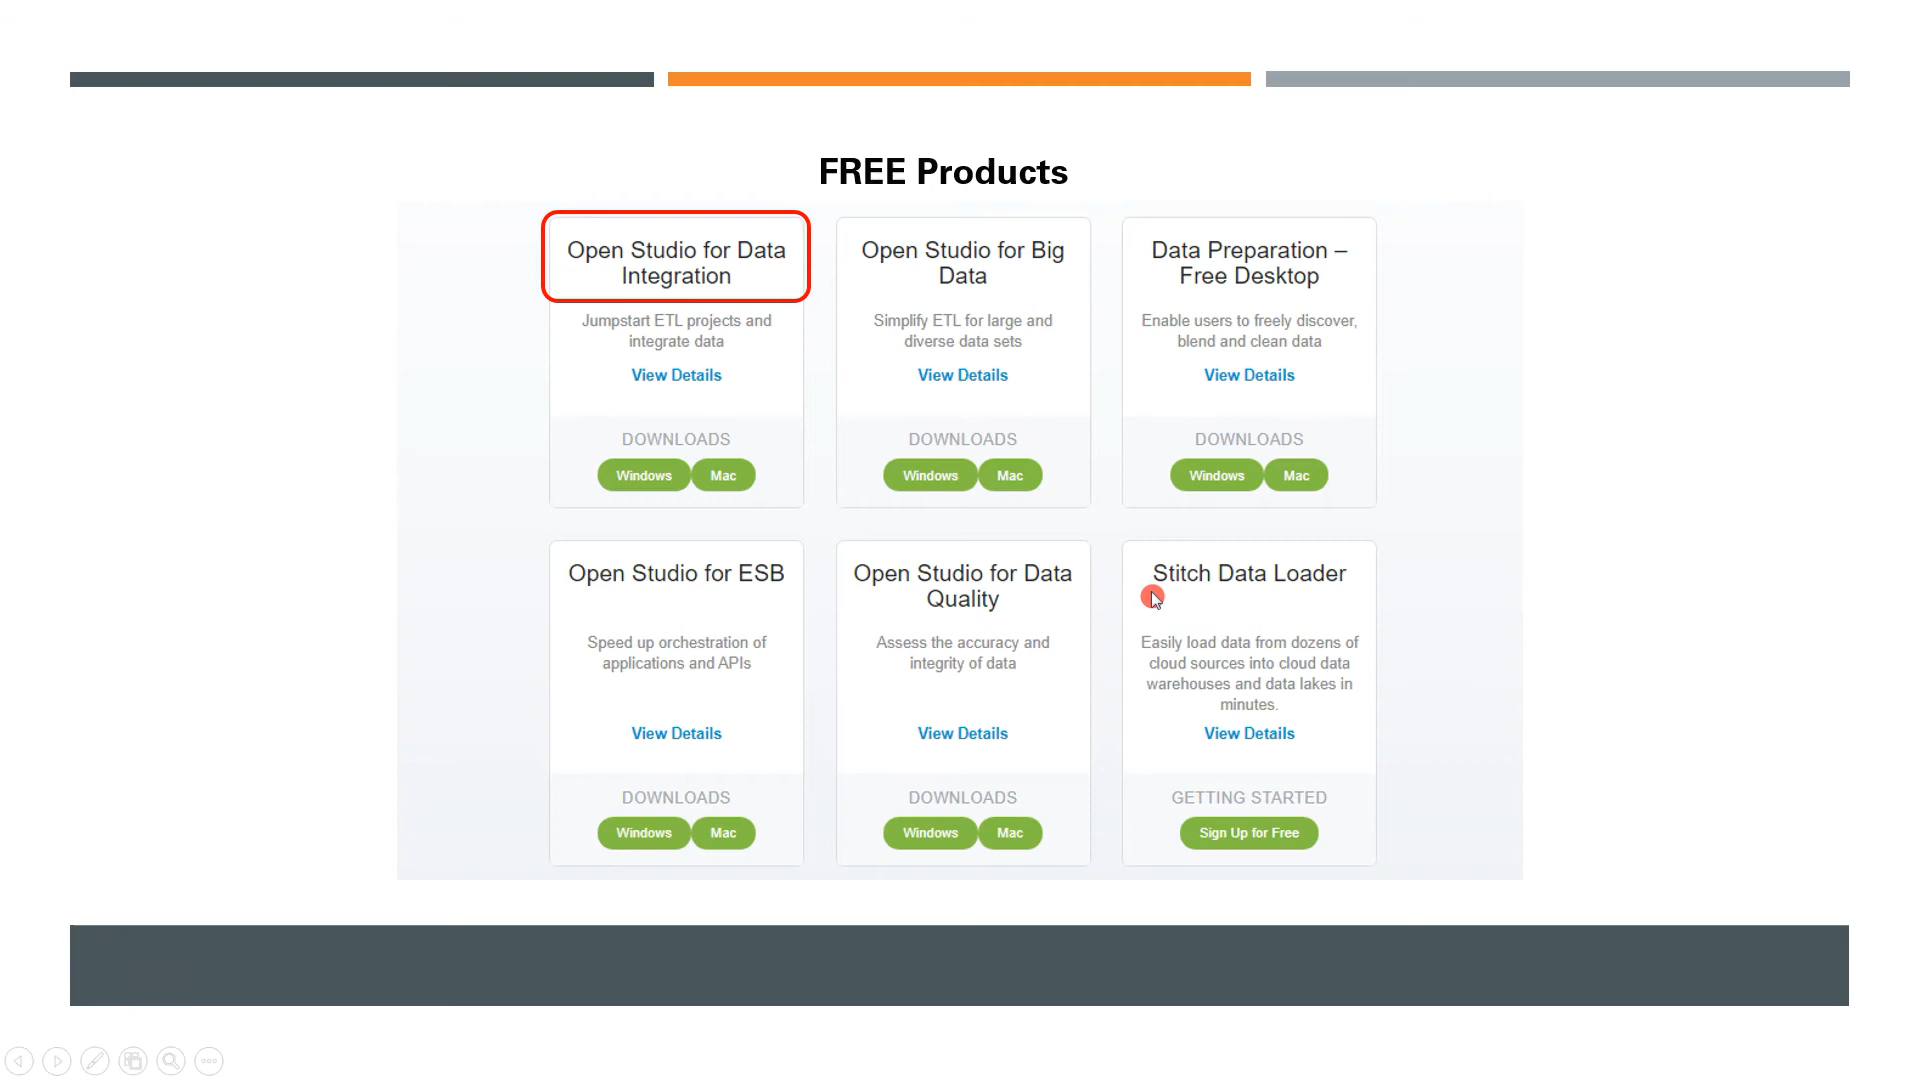 FREE Products
Open Studio for Data
Integration
Jumpstart ETL projects and
integrate data
View Details
DOWNLOADS
Windows
Mac
Open Studio for Big
Data
Simplify ETL for large and
diverse data sets
View Details
DOWNLOADS
Windows
Mac
Data Preparation –
Free Desktop
Enable users to freely discover,
blend and clean data
View Details
DOWNLOADS
Windows
Mac
Open Studio for ESB
Speed up orchestration of
applications and APIs
View Details
DOWNLOADS
Windows
Mac
Open Studio for Data
Quality
Assess the accuracy and
integrity of data
View Details
DOWNLOADS
Windows
Mac
Stitch Data Loader
Easily load data from dozens of
cloud sources into cloud data
warehouses and data lakes in
minutes.
View Details
GETTING STARTED
Sign Up for Free